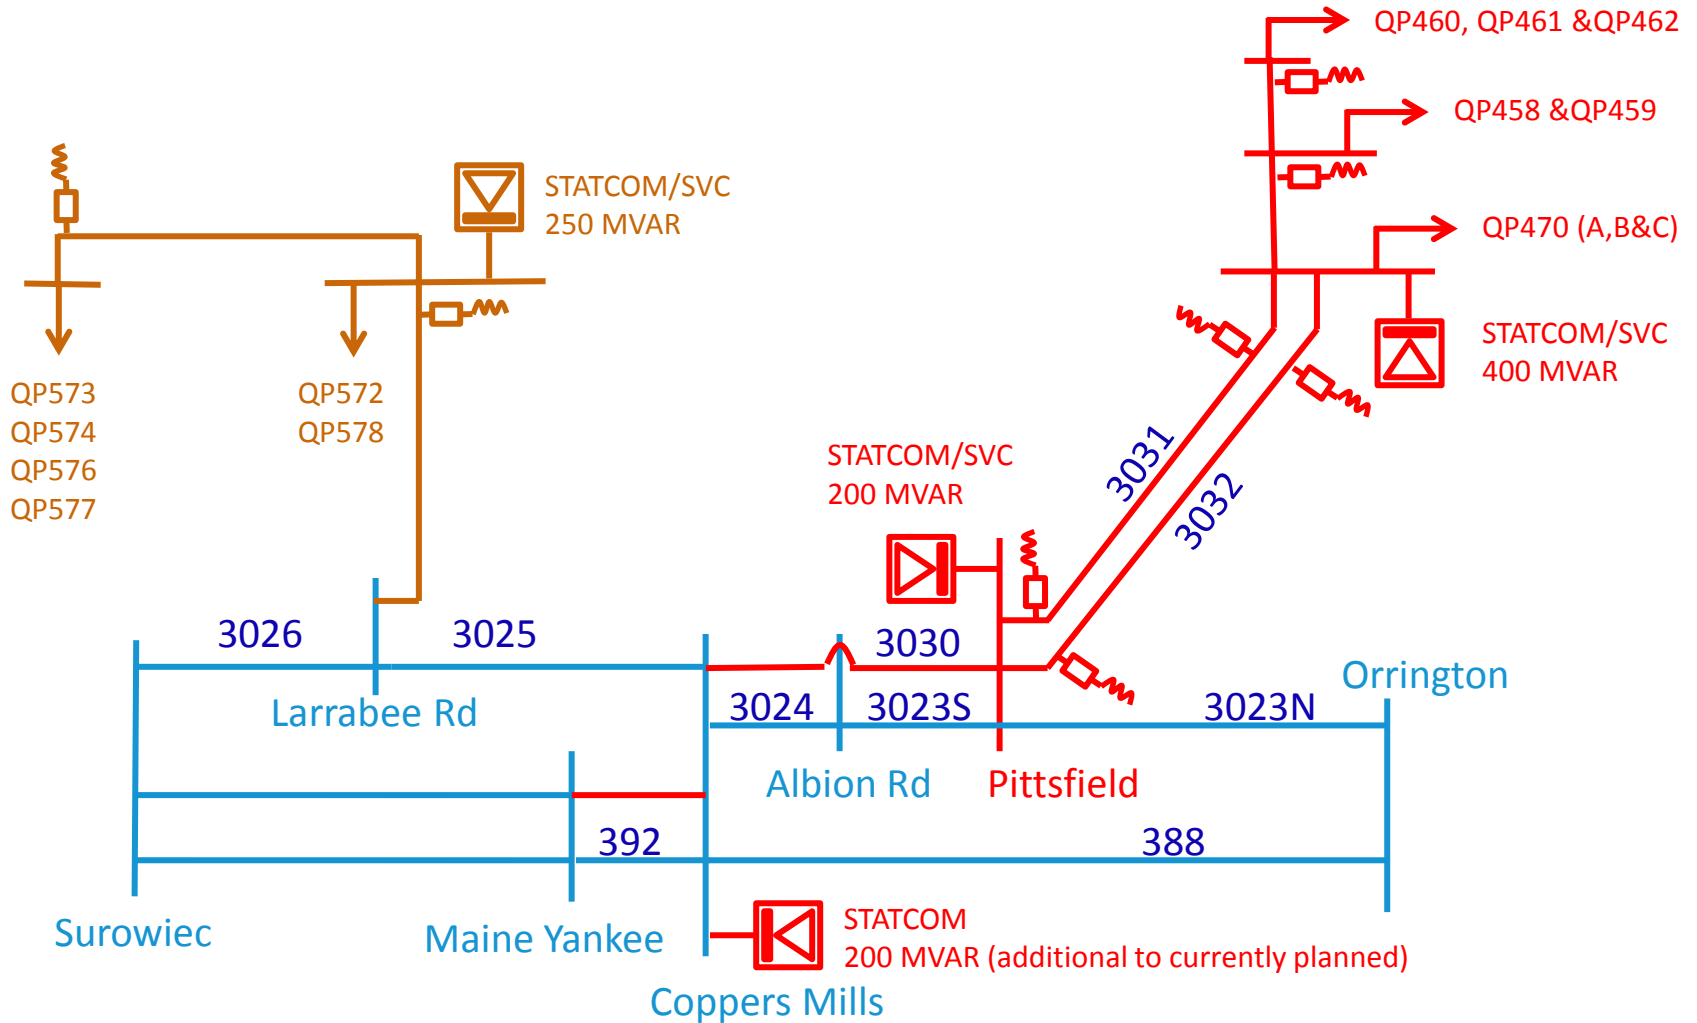 QP460, QP461 &QP462
QP458 &QP459
STATCOM/SVC
250 MVAR
QP470 (A,B&C)
STATCOM/SVC
400 MVAR
QP573
QP574
QP576
QP577
QP572
QP578
STATCOM/SVC
200 MVAR
3031
3032
3026
3025
3030
Larrabee Rd
3024
3023S
3023N
Orrington
Albion Rd
Pittsfield
392
388
Surowiec
Maine Yankee
STATCOM
200 MVAR (additional to currently planned)
Coppers Mills